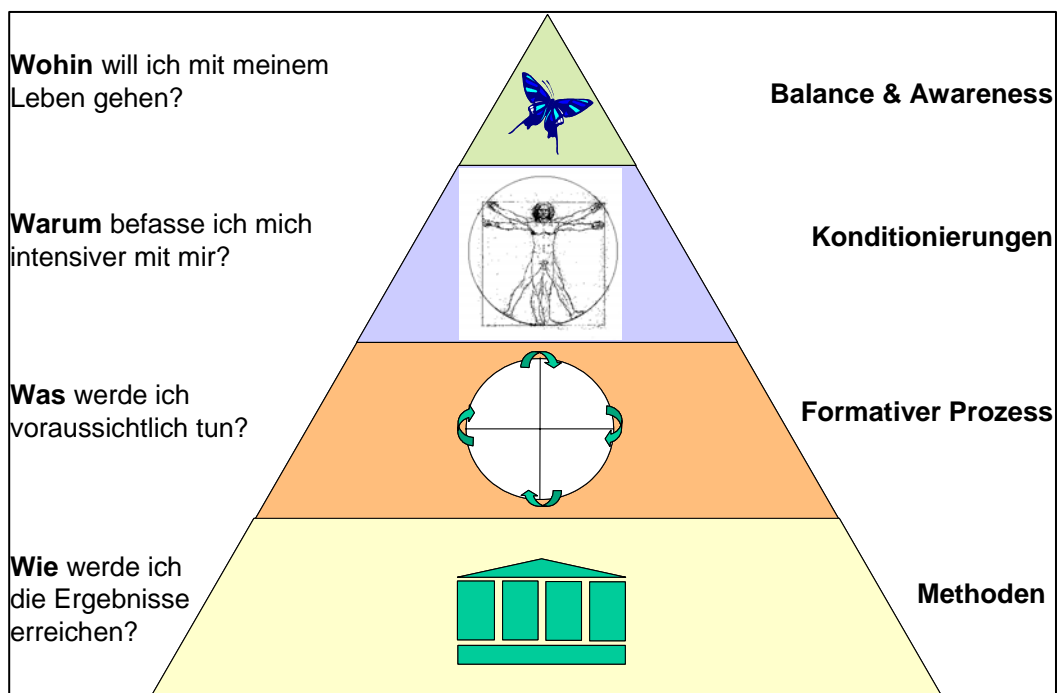 Wohin will ich mit meinem
Leben gehen?
Balance & Awareness
Warum befasse ich mich
intensiver mit mir?
Konditionierungen
Was werde ich
voraussichtlich tun?
Formativer Prozess
Wie werde ich
die Ergebnisse
erreichen?
Methoden